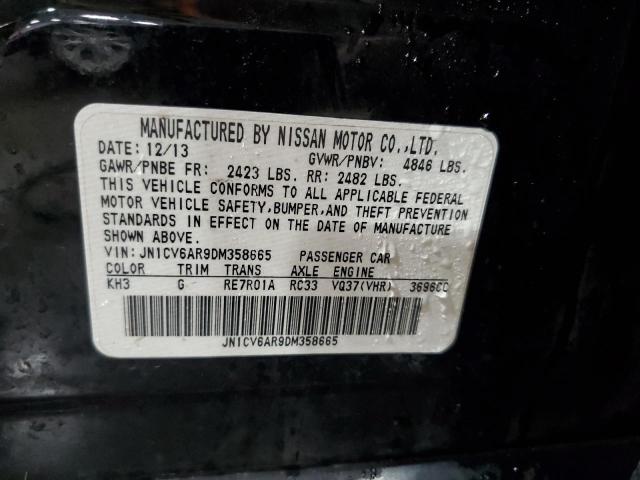 MANUFACTURED BY NISSAN MOTOR CO.,LTD.
DATE: 12/13 GVWR/PNBV: 4846 LBS.
GAWR/PNBE FR: 2423 LBS. RR: 2482 LBS.
THIS VEHICLE CONFORMS TO ALL APPLICABLE FEDERAL
MOTOR VEHICLE SAFETY,BUMPER,AND THEFT PREVENTION
STANDARDS IN EFFECT ON THE DATE OF MANUFACTURE
SHOWN ABOVE.
VIN: JN1CV6AR9DM358665 PASSENGER CAR
COLOR TRIM TRANS AXLE ENGINE
KH3 G RE7R01A RC33 VQ37(VHR) 3696CC
JN1CV6AR9DM358665